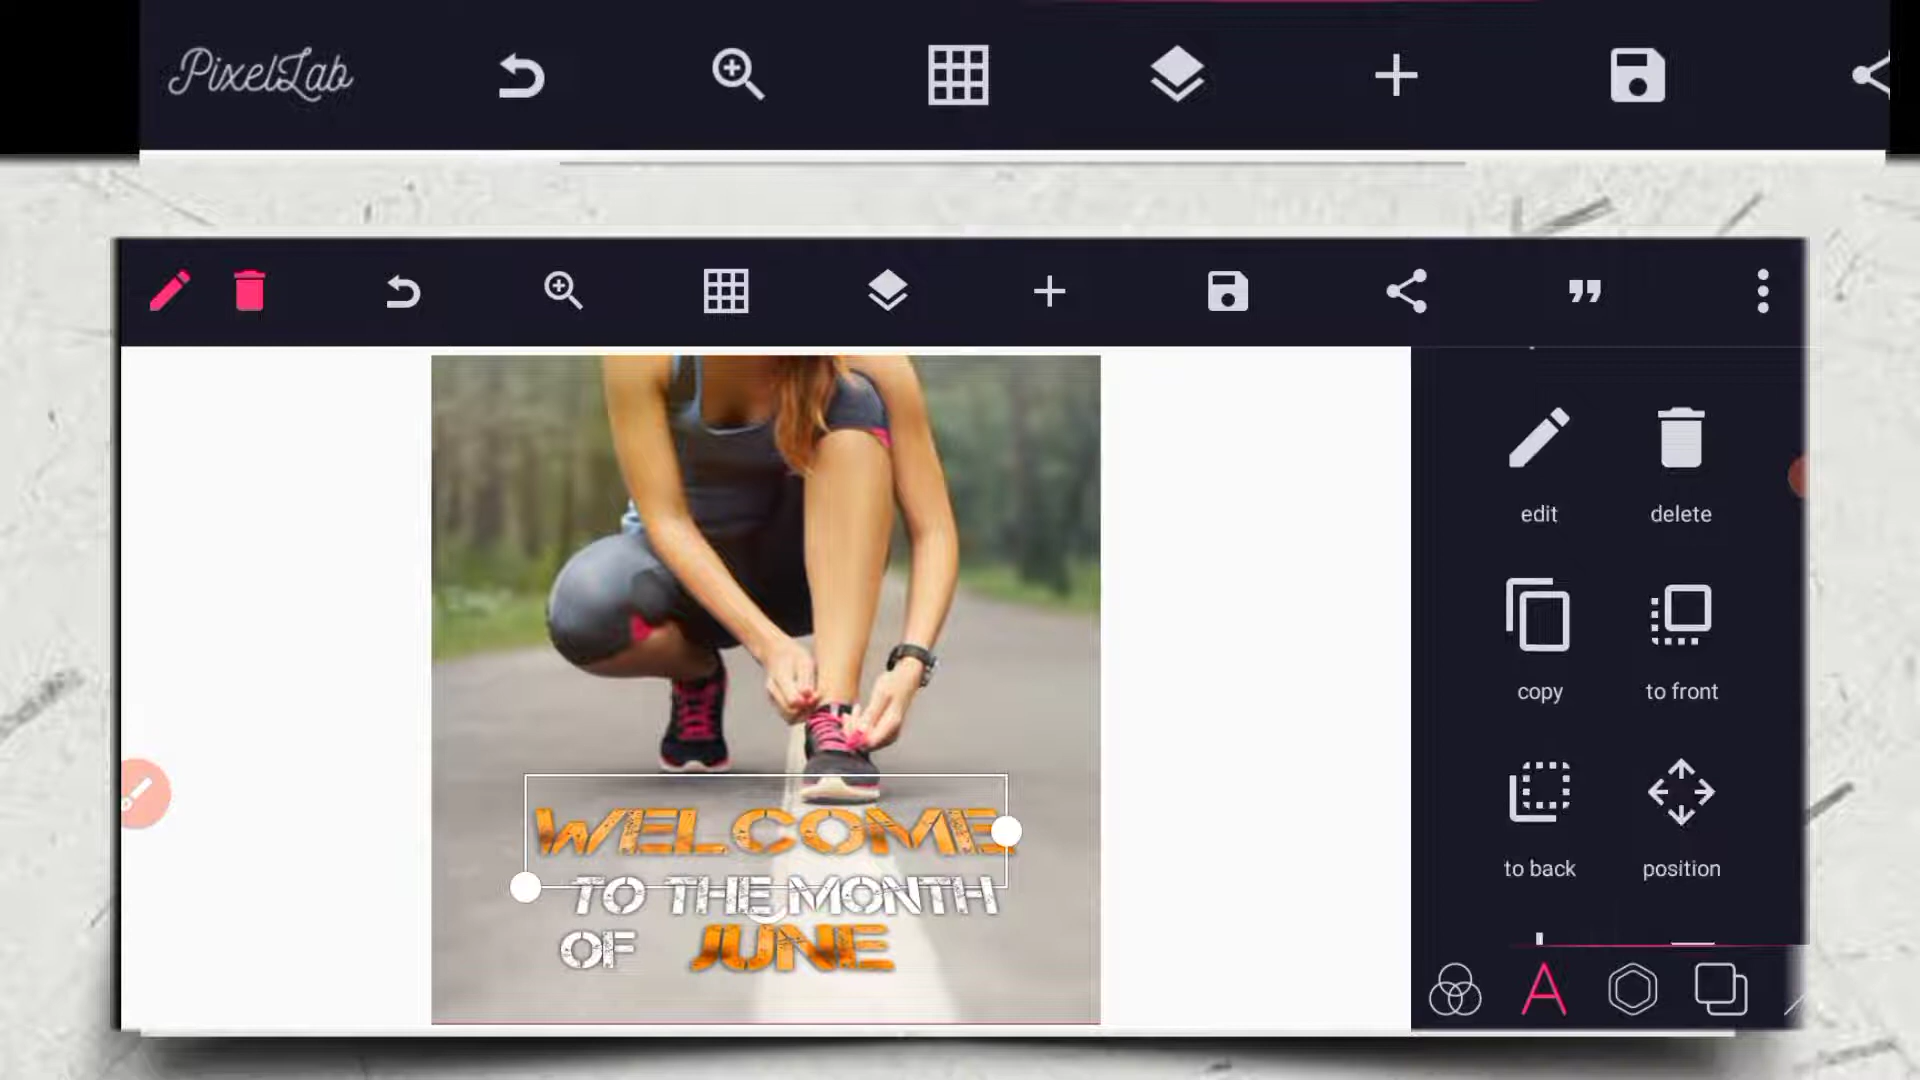 PixelLab
edit
delete
copy
to front
to back
position
WELCOME
TO THE MONTH
OF JUNE